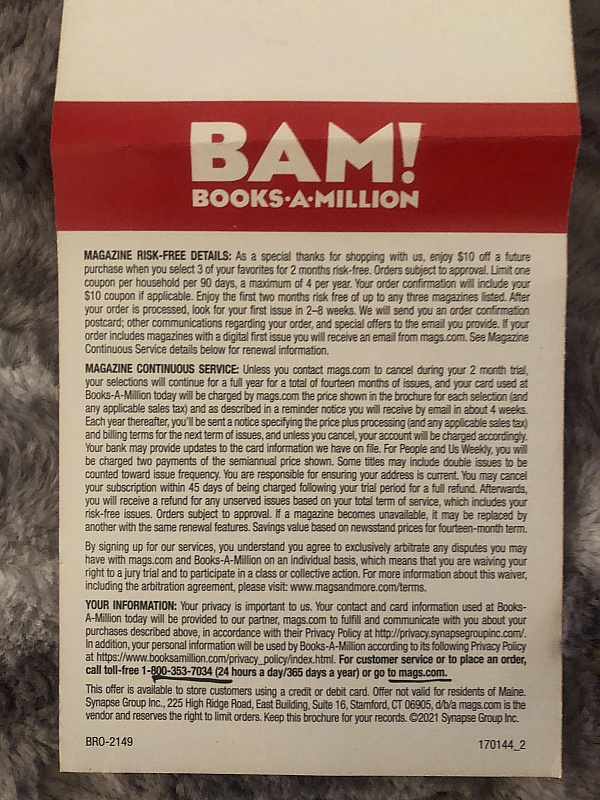 BAM!
BOOKS·A·MILLION
MAGAZINE RISK-FREE DETAILS: As a special thanks for shopping with us, enjoy $10 off a future
purchase when you select 3 of your favorites for 2 months risk-free. Orders subject to approval. Limit one
coupon per household per 90 days, a maximum of 4 per year. Your order confirmation will include your
$10 coupon if applicable. Enjoy the first two months risk free of up to any three magazines listed. After
your order is processed, look for your first issue in 2–8 weeks. We will send you an order confirmation
postcard; other communications regarding your order, and special offers to the email you provide. If your
order includes magazines with a digital first issue you will receive an email from mags.com. See Magazine
Continuous Service details below for renewal information.
MAGAZINE CONTINUOUS SERVICE: Unless you contact mags.com to cancel during your 2 month trial,
your selections will continue for a full year for a total of fourteen months of issues, and your card used at
Books-A-Million today will be charged by mags.com the price shown in the brochure for each selection (and
any applicable sales tax) and as described in a reminder notice you will receive by email in about 4 weeks.
Each year thereafter, you'll be sent a notice specifying the price plus processing (and any applicable sales tax)
and billing terms for the next term of issues, and unless you cancel, your account will be charged accordingly.
Your bank may provide updates to the card information we have on file. For People and Us Weekly, you will
be charged two payments of the semiannual price shown. Some titles may include double issues to be
counted toward issue frequency. You are responsible for ensuring your address is current. You may cancel
your subscription within 45 days of being charged following your trial period for a full refund. Afterwards,
you will receive a refund for any unserved issues based on your total term of service, which includes your
risk-free issues. Orders subject to approval. If a magazine becomes unavailable, it may be replaced by
another with the same renewal features. Savings value based on newsstand prices for fourteen-month term.
By signing up for our services, you understand you agree to exclusively arbitrate any disputes you may
have with mags.com and Books-A-Million on an individual basis, which means that you are waiving your
right to a jury trial and to participate in a class or collective action. For more information about this waiver,
including the arbitration agreement, please visit: www.magsandmore.com/terms.
YOUR INFORMATION: Your privacy is important to us. Your contact and card information used at Books-
A-Million today will be provided to our partner, mags.com to fulfill and communicate with you about your
purchases described above, in accordance with their Privacy Policy at http://privacy.synapsegroupinc.com/.
In addition, your personal information will be used by Books-A-Million according to its following Privacy Policy
at https://www.booksamillion.com/privacy_policy/index.html. For customer service or to place an order,
call toll-free 1-800-353-7034 (24 hours a day/365 days a year) or go to mags.com.
This offer is available to store customers using a credit or debit card. Offer not valid for residents of Maine.
Synapse Group Inc., 225 High Ridge Road, East Building, Suite 16, Stamford, CT 06905, d/b/a mags.com is the
vendor and reserves the right to limit orders. Keep this brochure for your records. ©2021 Synapse Group Inc.
BRO-2149
170144_2